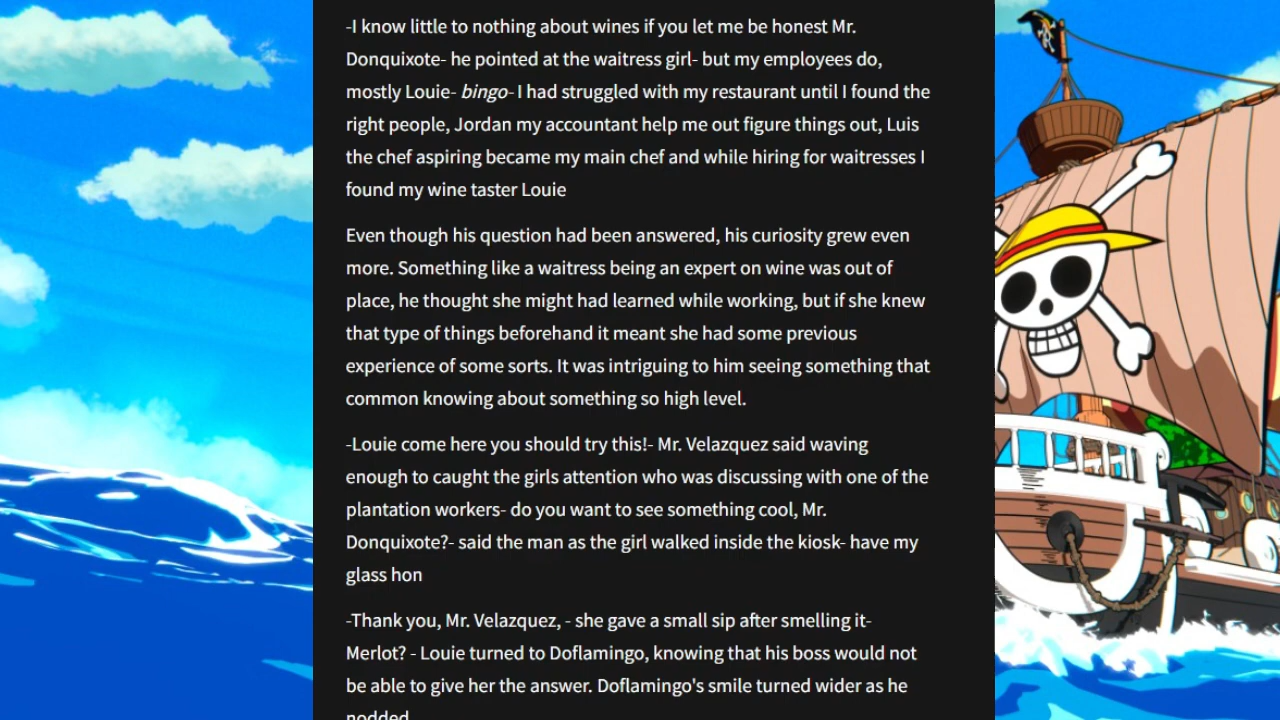 -I know little to nothing about wines if you let me be honest Mr.
Donquixote- he pointed at the waitress girl- but my employees do,
mostly Louie- bingo- I had struggled with my restaurant until I found the
right people, Jordan my accountant help me out figure things out, Luis
the chef aspiring became my main chef and while hiring for waitresses I
found my wine taster Louie
Even though his question had been answered, his curiosity grew even
more. Something like a waitress being an expert on wine was out of
place, he thought she might had learned while working, but if she knew
that type of things beforehand it meant she had some previous
experience of some sorts. It was intriguing to him seeing something that
common knowing about something so high level.
-Louie come here you should try this!- Mr. Velazquez said waving
enough to caught the girls attention who was discussing with one of the
plantation workers- do you want to see something cool, Mr.
Donquixote?- said the man as the girl walked inside the kiosk- have my
glass hon
-Thank you, Mr. Velazquez, - she gave a small sip after smelling it-
Merlot? - Louie turned to Doflamingo, knowing that his boss would not
be able to give her the answer. Doflamingo's smile turned wider as he
nodded